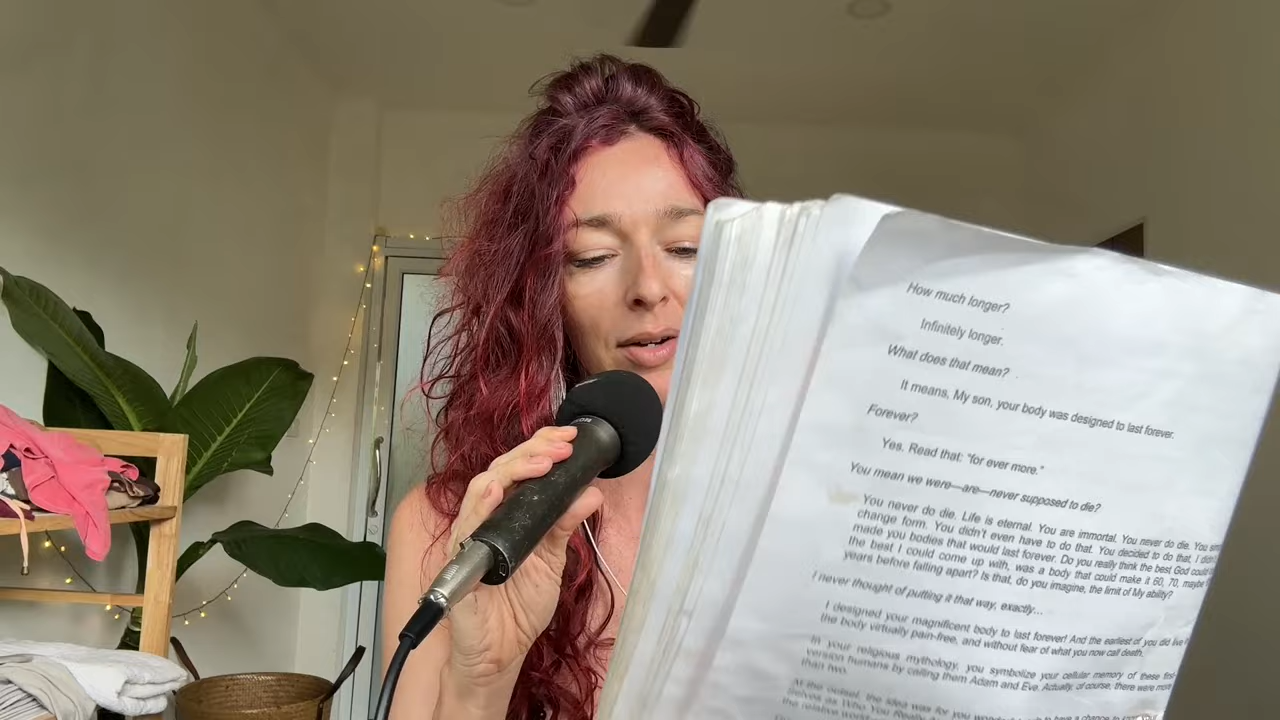 How much longer?
Infinitely longer.
What does that mean?
It means, My son, your body was designed to last forever.
Forever?
Yes. Read that: "for ever more."
You mean we were—are—never supposed to die?
You never do die. Life is eternal. You are immortal. You never do die. You
change form. You didn't even have to do that. You decided to do that, I
made you bodies that would last forever. Do you really think the best God could
the best I could come up with, was a body that could make it 60, 70, maybe
years before falling apart? Is that, do you imagine, the limit of My ability?
I never thought of putting it that way, exactly...
I designed your magnificent body to last forever! And the earliest of you did live
the body virtually pain-free, and without fear of what you now call death.
In your religious mythology, you symbolize your cellular memory of these
version humans by calling them Adam and Eve. Actually, of course, there were more
than two.
At the outset, the idea was for you